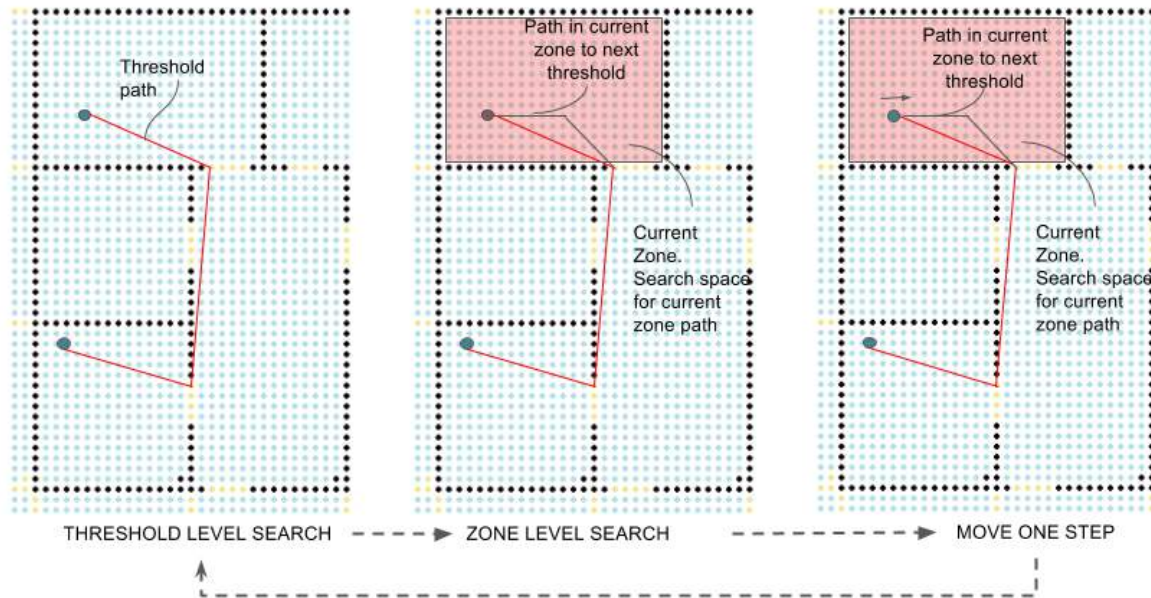 Threshold
path
Path in current
zone to next
threshold
Current
Zone.
Search space
for current
zone path
Path in current
zone to next
threshold
Current
Zone.
Search space
for current
zone path
THRESHOLD LEVEL SEARCH
ZONE LEVEL SEARCH
MOVE ONE STEP